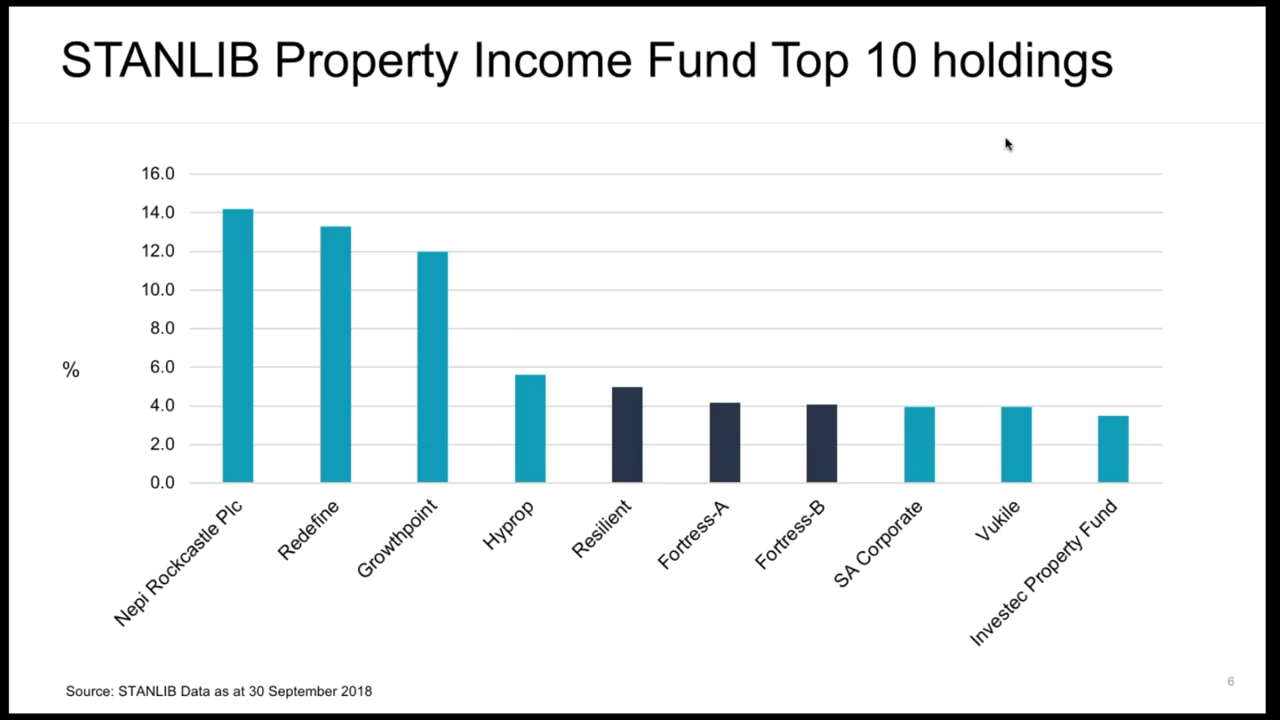 STANLIB Property Income Fund Top 10 holdings
16.0
14.0
12.0
10.0
8.0
6.0
%
4.0
2.0
0.0
Nepi Rockcastle Plc
Redefine
Growthpoint
Hyprop
Resilient
Fortress-A
Fortress-B
SA Corporate
Vukile
Investec Property Fund
Source: STANLIB Data as at 30 September 2018
6